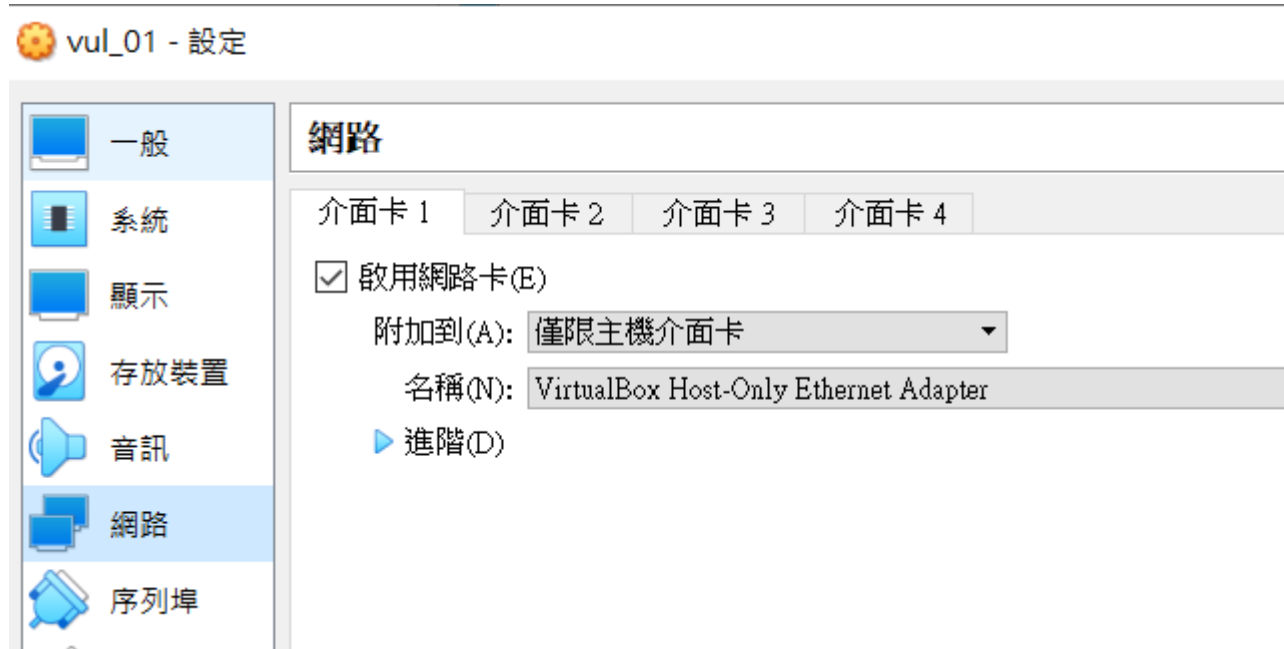 vul_01 - 設定
一般
系統
顯示
存放裝置
音訊
網路
序列埠
網路
介面卡 1 介面卡 2 介面卡 3 介面卡 4
啟用網路卡(E)
附加到(A): 僅限主機介面卡
名稱(N): VirtualBox Host-Only Ethernet Adapter
進階(D)